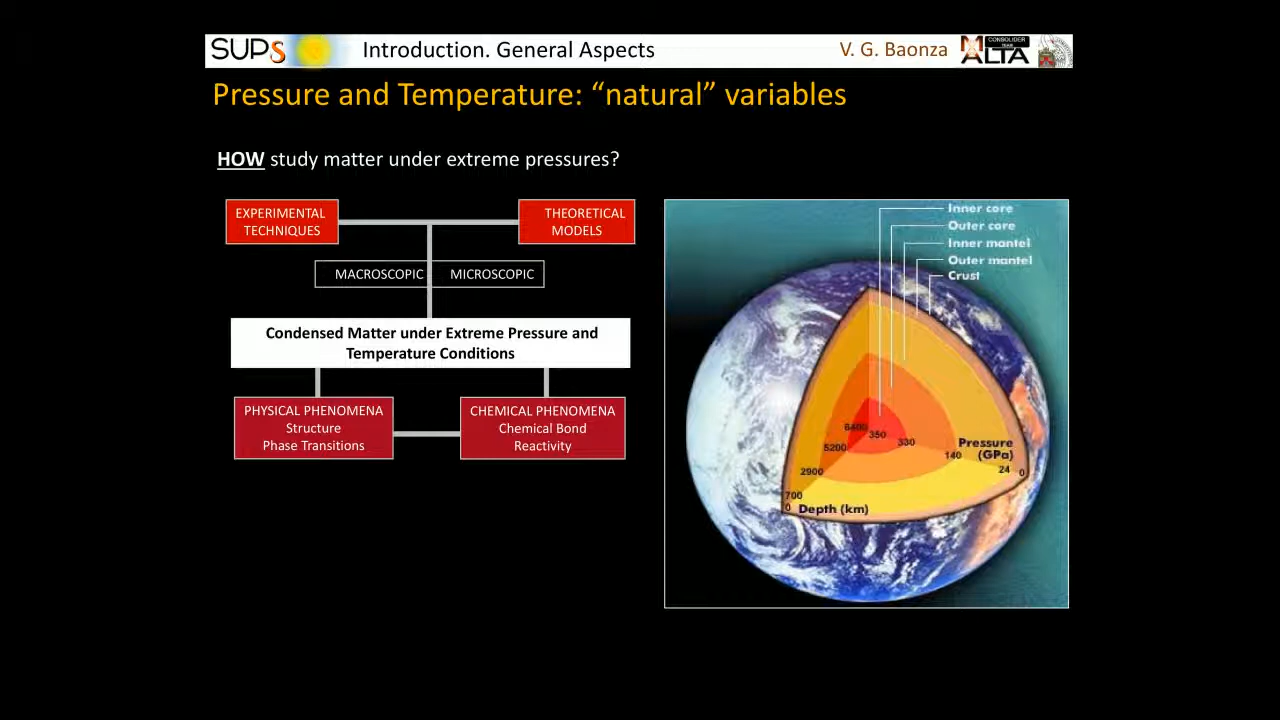 SUPS
Introduction. General Aspects
V. G. Baonza
CONSOLIDER
MALTA
Pressure and Temperature: “natural” variables
HOW study matter under extreme pressures?
EXPERIMENTAL
TECHNIQUES
THEORETICAL
MODELS
MACROSCOPIC
MICROSCOPIC
Condensed Matter under Extreme Pressure and
Temperature Conditions
PHYSICAL PHENOMENA
Structure
Phase Transitions
CHEMICAL PHENOMENA
Chemical Bond
Reactivity
Inner core
Outer core
Inner mantel
Outer mantel
Crust
6400
350
330
5200
140
Pressure
(GPa)
24
0
2900
700
0
Depth (km)